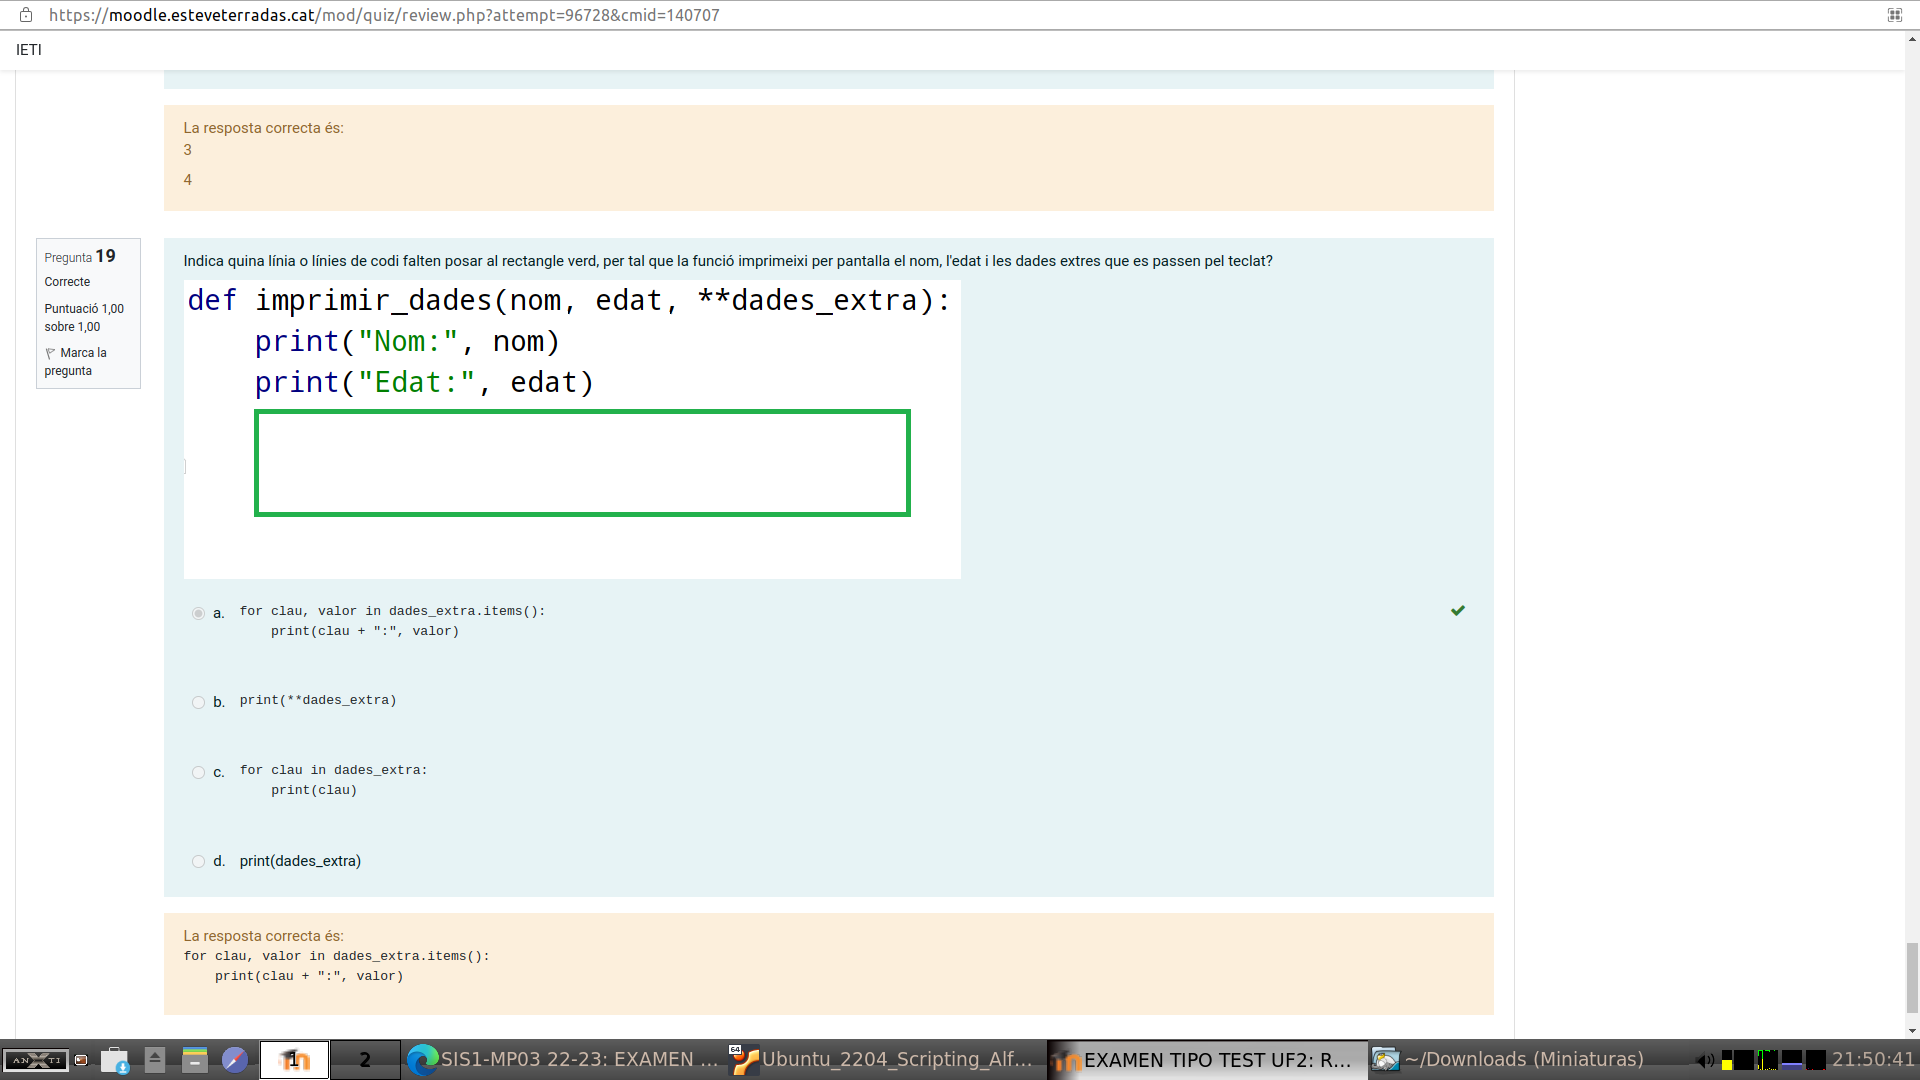 https://moodle.esteveterradas.cat/mod/quiz/review.php?attempt=96728&cmid=140707
IETI
La resposta correcta és:
3
4
Pregunta 19
Correcte
Puntuació 1,00
sobre 1,00
Marca la
pregunta
Indica quina línia o línies de codi falten posar al rectangle verd, per tal que la funció imprimeixi per pantalla el nom, l'edat i les dades extres que es passen pel teclat?
def imprimir_dades(nom, edat, **dades_extra):
    print("Nom:", nom)
    print("Edat:", edat)
a. for clau, valor in dades_extra.items():
    print(clau + ":", valor)
b. print(**dades_extra)
c. for clau in dades_extra:
    print(clau)
d. print(dades_extra)
La resposta correcta és:
for clau, valor in dades_extra.items():
    print(clau + ":", valor)
ANXTI
1
2
SIS1-MP03 22-23: EXAMEN ...
64
Ubuntu_2204_Scripting_Alf...
EXAMEN TIPO TEST UF2: R...
~/Downloads (Miniaturas)
21:50:41